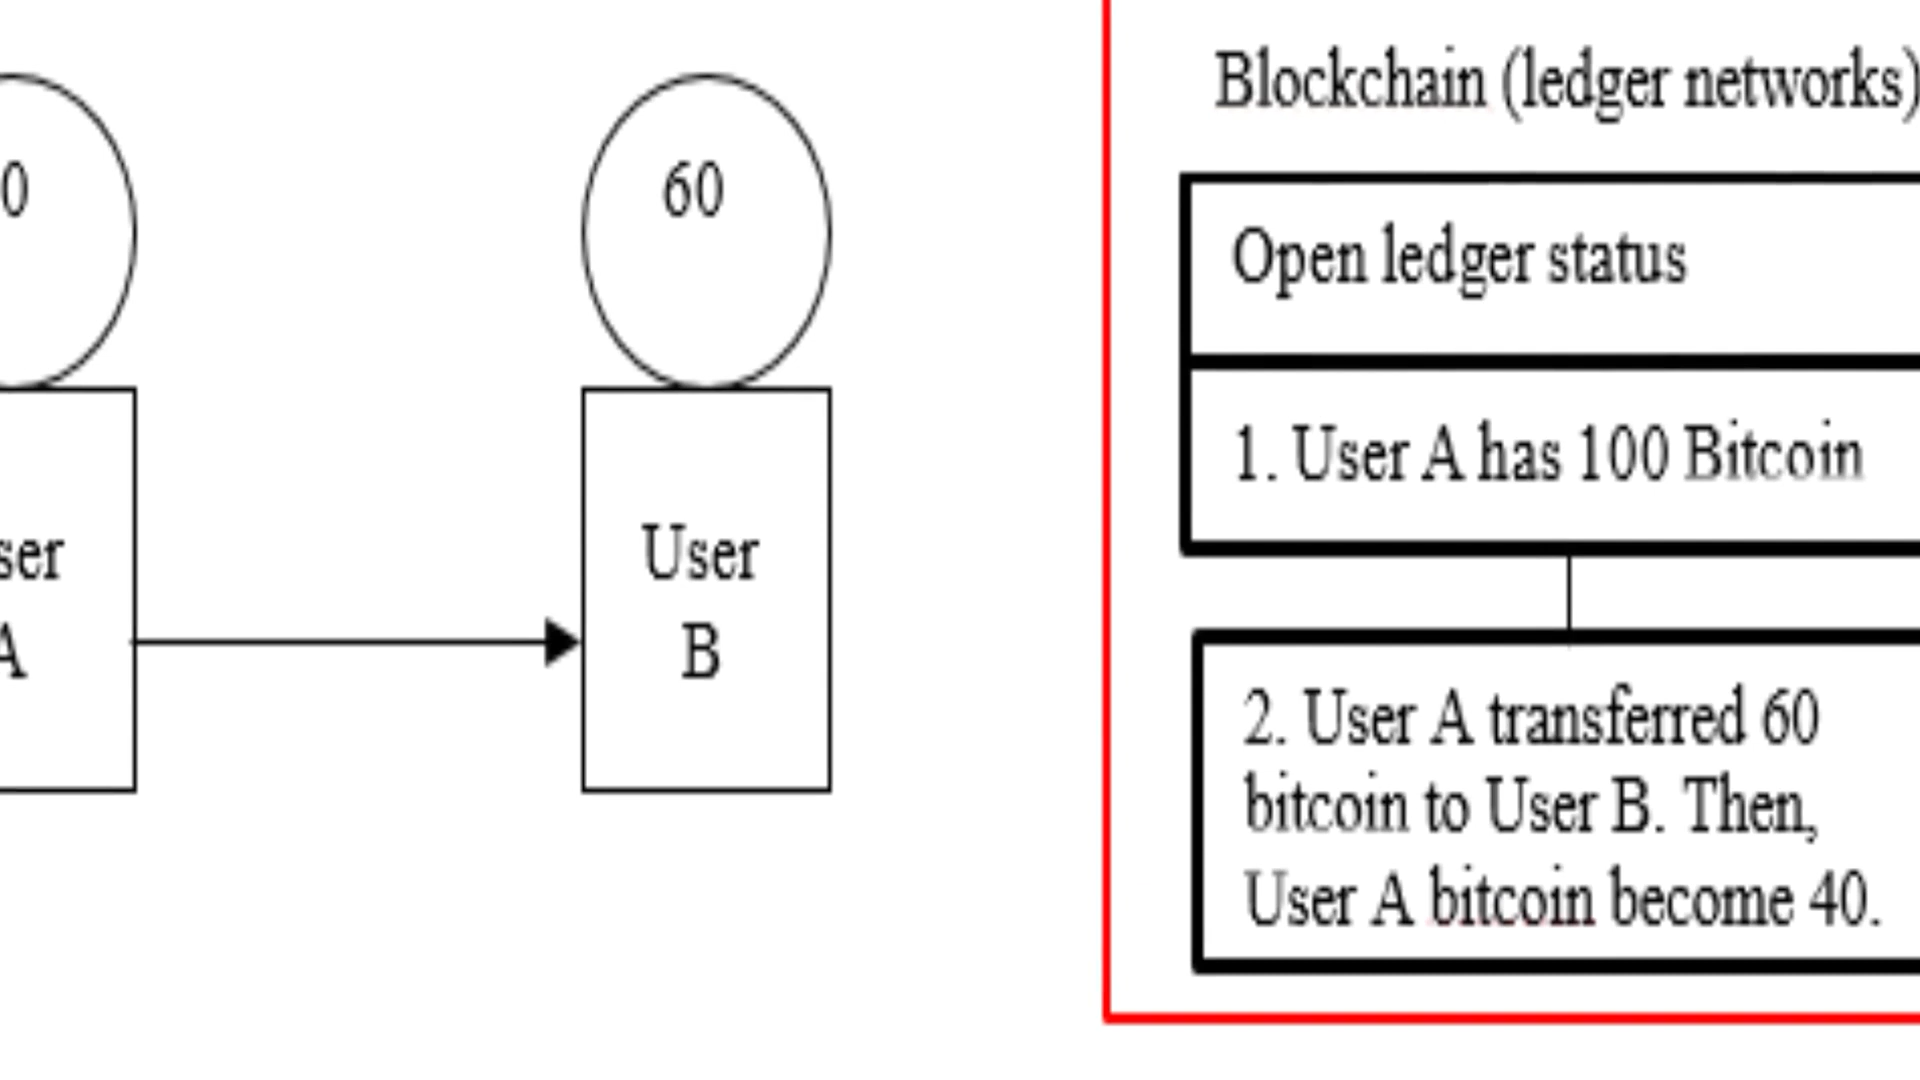 0
ser
A
60
User
B
Blockchain (ledger networks)
Open ledger status
1. User A has 100 Bitcoin
2. User A transferred 60
bitcoin to User B. Then,
User A bitcoin become 40.